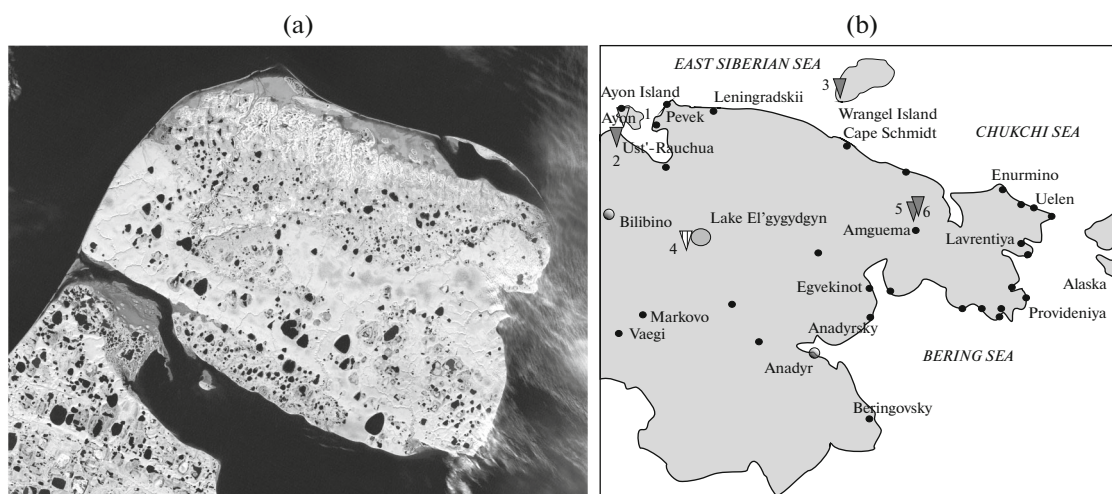 (a)
(b)
EAST SIBERIAN SEA
3
Ayon Island
Leningradskii
Ayon
1
Pevek
Wrangel Island
Cape Schmidt
CHUKCHI SEA
2
Ust'-Rauchua
Enurmino
Uelen
5
6
Bilibino
Lake El'gygydgyn
4
Amguema
Lavrentiya
Alaska
Egvekinot
Markovo
Anadyrsky
Provideniya
Vaegi
BERING SEA
Anadyr
Beringovsky